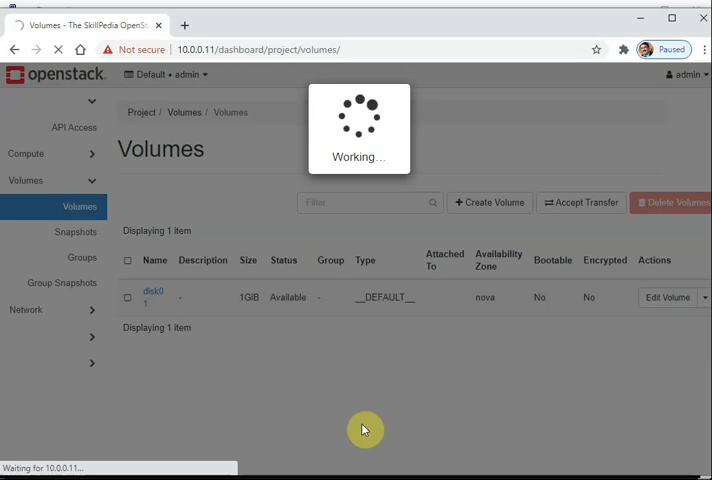 Volumes - The SkillPedia OpenSt
Not secure
10.0.0.11/dashboard/project/volumes/
Paused
openstack.
Default • admin
admin
Project / Volumes / Volumes
API Access
Compute
Volumes
Volumes
Snapshots
Groups
Group Snapshots
Network
Volumes
Working...
Filter
Create Volume
Accept Transfer
Delete Volumes
Displaying 1 item
Name Description Size Status Group Type Attached To Availability Zone Bootable Encrypted Actions
disk01 - 1GiB Available - __DEFAULT__ nova No No Edit Volume
Displaying 1 item
Waiting for 10.0.0.11...